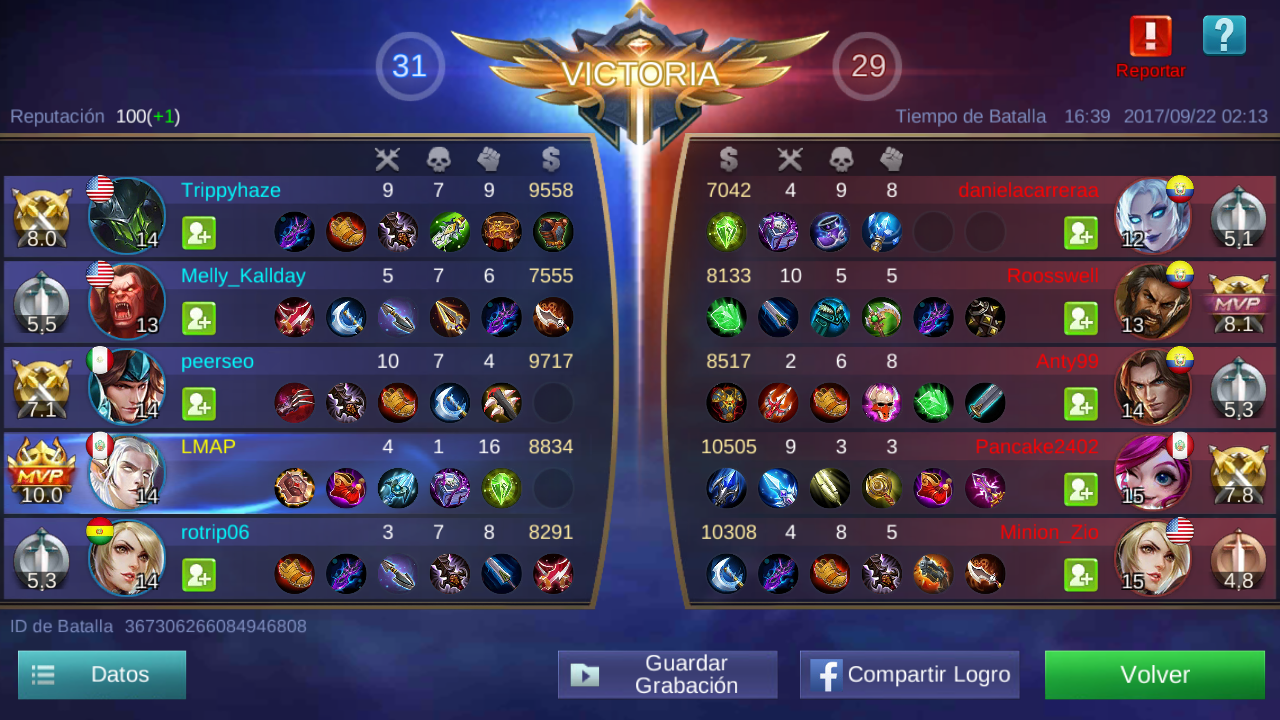 31 VICTORIA 29
! ?
Reportar
Reputación 100(+1) Tiempo de Batalla 16:39 2017/09/22 02:13
$ $
Trippyhaze 9 7 9 9558 7042 4 9 8 danielacarreraa
8.0 14 12 5,1
Melly_Kallday 5 7 6 7555 8133 10 5 5 Roosswell
5,5 13 13 MVP 8.1
peerseo 10 7 4 9717 8517 2 6 8 Anty99
7.1 14 14 5,3
LMAP 4 1 16 8834 10505 9 3 3 Pancake2402
MVP 10.0 14 15 7.8
rotrip06 3 7 8 8291 10308 4 8 5 Minion_Zio
5,3 14 15 4,8
ID de Batalla 367306266084946808
Datos
Guardar
Grabación
f Compartir Logro
Volver